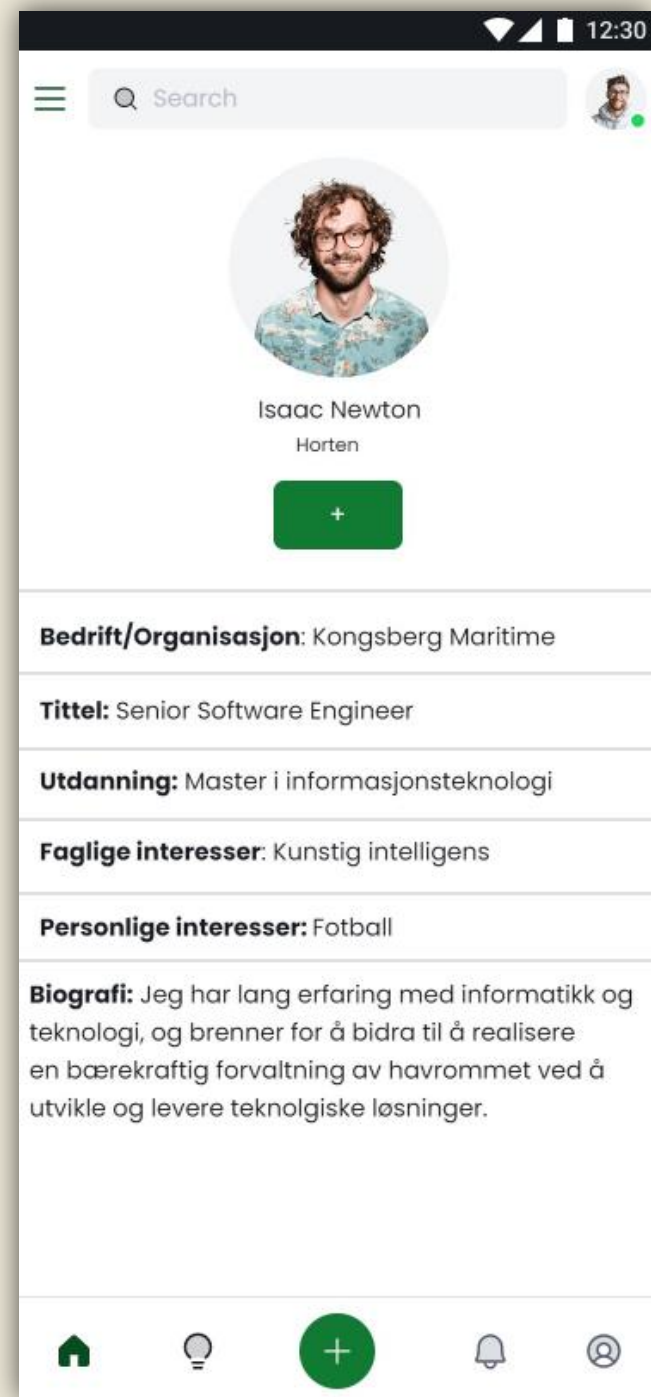 12:30
Search
Isaac Newton
Horten
+
Bedrift/Organisasjon: Kongsberg Maritime
Tittel: Senior Software Engineer
Utdanning: Master i informasjonsteknologi
Faglige interesser: Kunstig intelligens
Personlige interesser: Fotball
Biografi: Jeg har lang erfaring med informatikk og
teknologi, og brenner for å bidra til å realisere
en bærekraftig forvaltning av havrommet ved å
utvikle og levere teknolgiske løsninger.